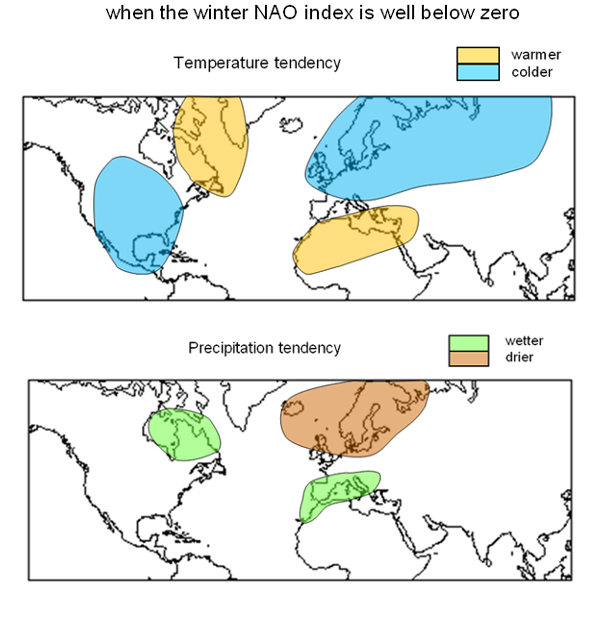 when the winter NAO index is well below zero
Temperature tendency
warmer
colder
Precipitation tendency
wetter
drier